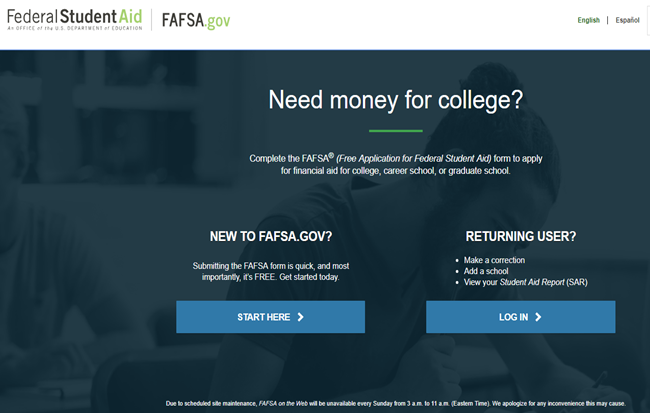 Federal Student Aid | FAFSA.gov
English | Español
AN OFFICE of the U.S. DEPARTMENT OF EDUCATION
Need money for college?
Complete the FAFSA® (Free Application for Federal Student Aid) form to apply
for financial aid for college, career school, or graduate school.
NEW TO FAFSA.GOV?
Submitting the FAFSA form is quick, and most
importantly, it's FREE. Get started today.
START HERE
RETURNING USER?
• Make a correction
• Add a school
• View your Student Aid Report (SAR)
LOG IN
Due to scheduled site maintenance, FAFSA on the Web will be unavailable every Sunday from 3 a.m. to 11 a.m. (Eastern Time). We apologize for any inconvenience this may cause.